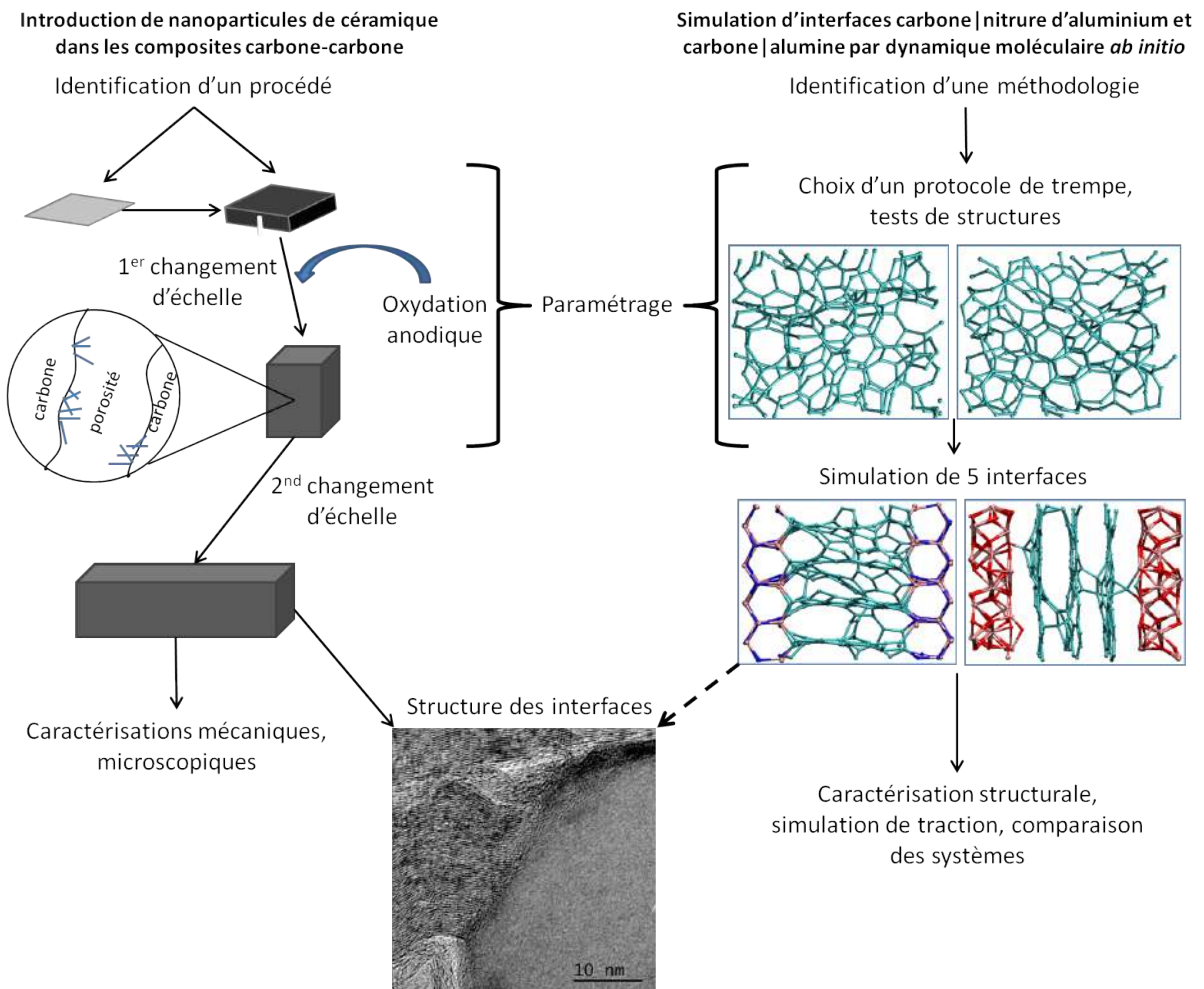 Introduction de nanoparticules de céramique
dans les composites carbone-carbone
Identification d'un procédé
1er changement
d'échelle
Oxydation
anodique
carbone
porosité
carbone
2nd changement
d'échelle
Caractérisations mécaniques,
microscopiques
Paramétrage
Structure des interfaces
10 nm
Simulation d'interfaces carbone|nitrure d'aluminium et
carbone|alumine par dynamique moléculaire ab initio
Identification d'une méthodologie
Choix d'un protocole de trempe,
tests de structures
Simulation de 5 interfaces
Caractérisation structurale,
simulation de traction, comparaison
des systèmes